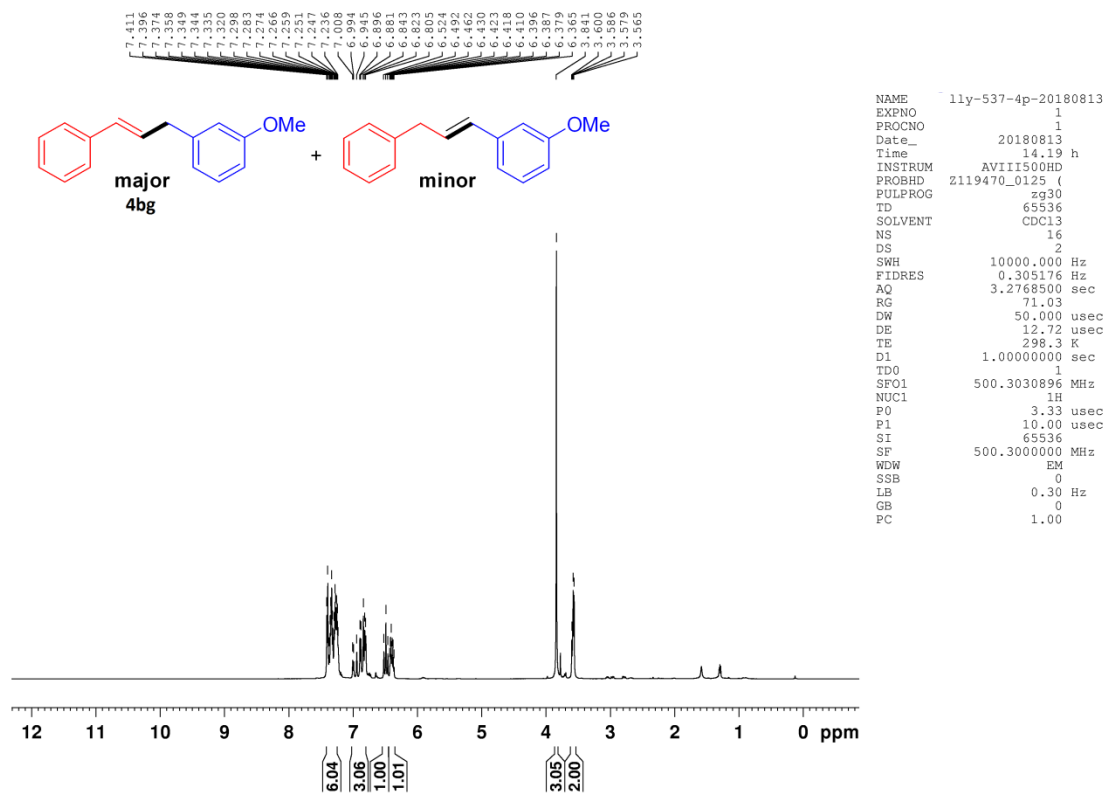 7.411
7.396
7.374
7.358
7.349
7.344
7.335
7.320
7.298
7.283
7.274
7.266
7.259
7.251
7.247
7.236
7.008
6.994
6.945
6.896
6.881
6.843
6.823
6.805
6.524
6.492
6.462
6.430
6.423
6.418
6.410
6.396
6.387
6.379
6.365
3.841
3.600
3.586
3.579
3.565
OMe
major
4bg
+
OMe
minor
NAME lly-537-4p-20180813
EXPNO 1
PROCNO 1
Date_ 20180813
Time 14.19 h
INSTRUM AVIII500HD
PROBHD Z119470_0125 (
PULPROG zg30
TD 65536
SOLVENT CDCl3
NS 16
DS 2
SWH 10000.000 Hz
FIDRES 0.305176 Hz
AQ 3.2768500 sec
RG 71.03
DW 50.000 usec
DE 12.72 usec
TE 298.3 K
D1 1.00000000 sec
TD0 1
SFO1 500.3030896 MHz
NUC1 1H
P0 3.33 usec
P1 10.00 usec
SI 65536
SF 500.3000000 MHz
WDW EM
SSB 0
LB 0.30 Hz
GB 0
PC 1.00
12 11 10 9 8 7 6 5 4 3 2 1 0 ppm
6.04
3.06
1.00
1.01
3.05
2.00